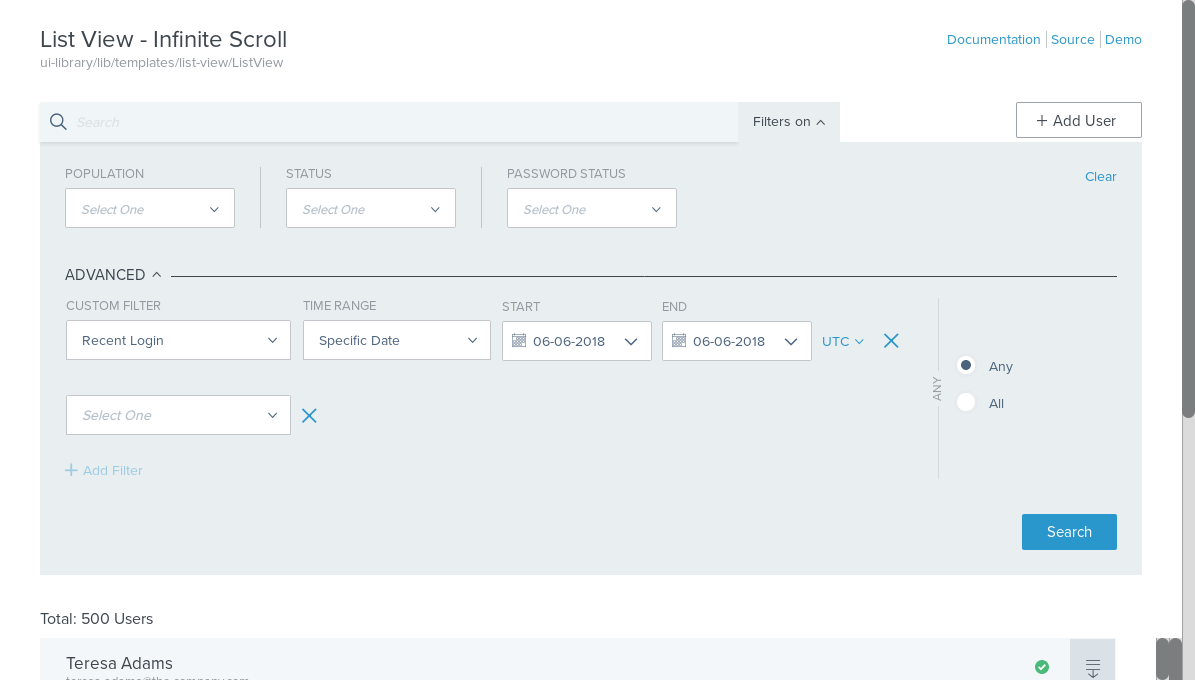 List View - Infinite Scroll
Documentation Source Demo
ui-library/lib/templates/list-view/ListView
Search Filters on + Add User
POPULATION STATUS PASSWORD STATUS Clear
Select One Select One Select One
ADVANCED
CUSTOM FILTER TIME RANGE START END
Recent Login Specific Date 06-06-2018 06-06-2018 UTC
Any
ANY
All
Select One
+ Add Filter
Search
Total: 500 Users
Teresa Adams